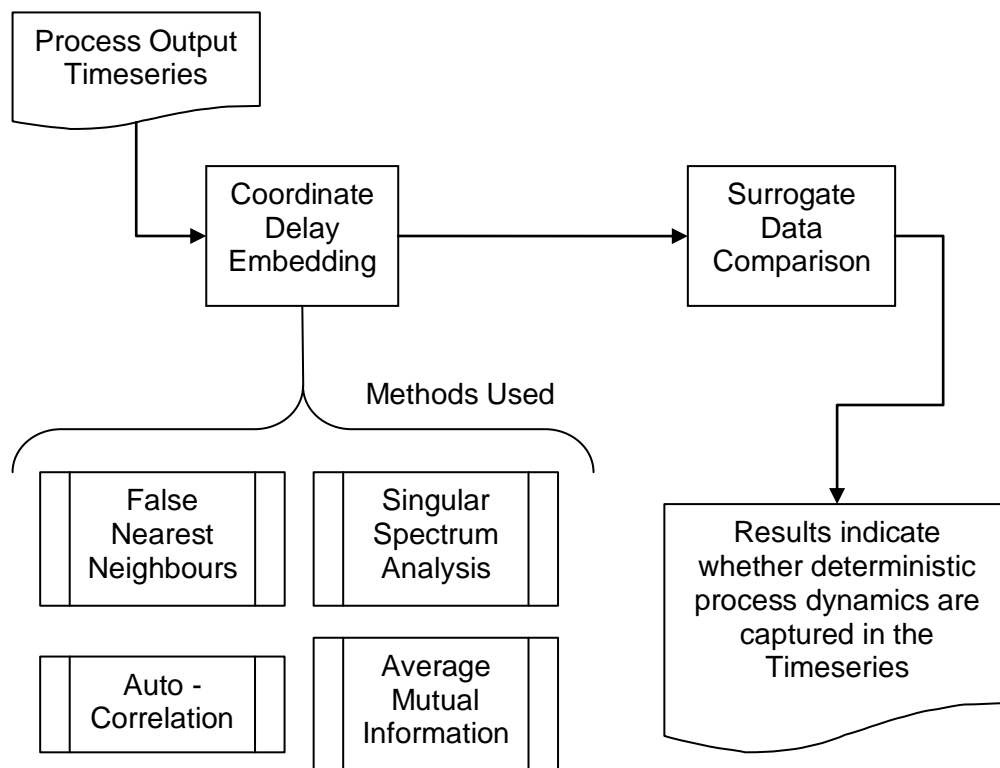 Process Output
Timeseries
Coordinate
Delay
Embedding
Surrogate
Data
Comparison
Methods Used
False
Nearest
Neighbours
Singular
Spectrum
Analysis
Auto -
Correlation
Average
Mutual
Information
Results indicate
whether deterministic
process dynamics are
captured in the
Timeseries